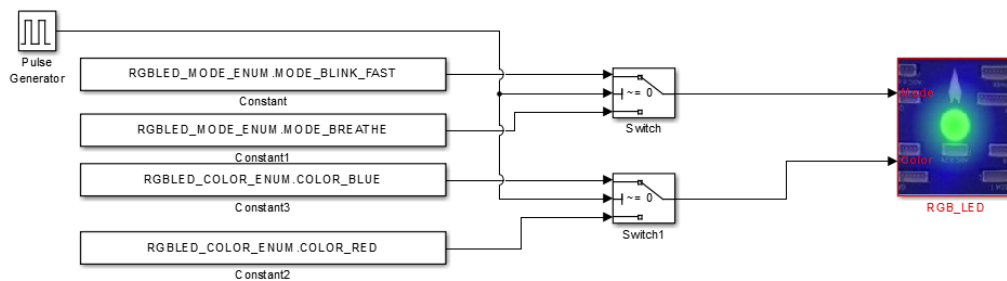 Pulse
Generator
RGBLED_MODE_ENUM.MODE_BLINK_FAST
Constant
RGBLED_MODE_ENUM.MODE_BREATHE
Constant1
RGBLED_COLOR_ENUM.COLOR_BLUE
Constant3
RGBLED_COLOR_ENUM.COLOR_RED
Constant2
~= 0
Switch
~= 0
Switch1
Mode
Color
RGB_LED